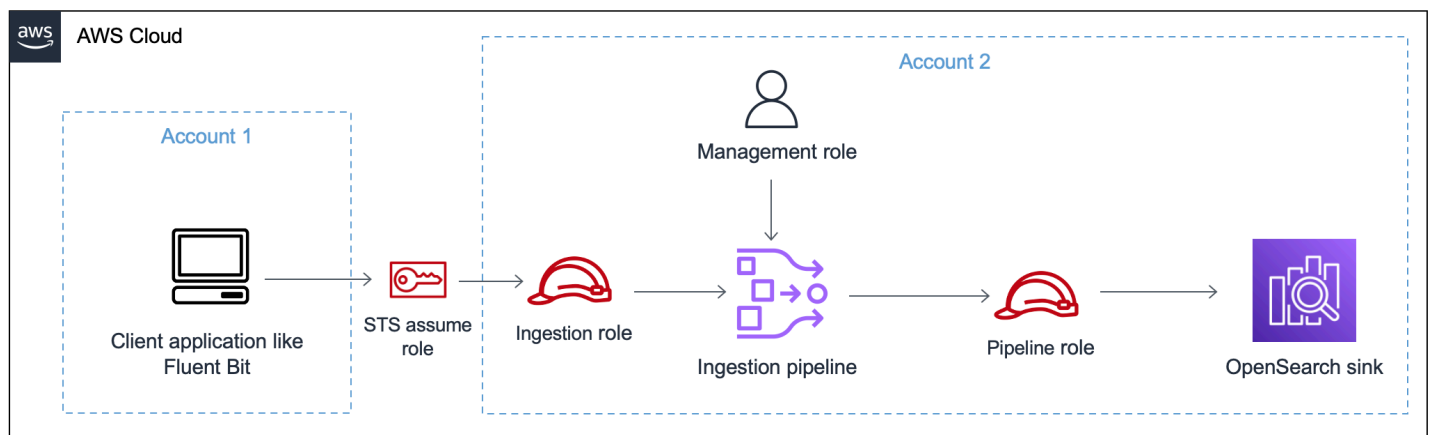 aws
AWS Cloud
Account 2
Account 1
Management role
Client application like
Fluent Bit
STS assume
role
Ingestion role
Ingestion pipeline
Pipeline role
OpenSearch sink